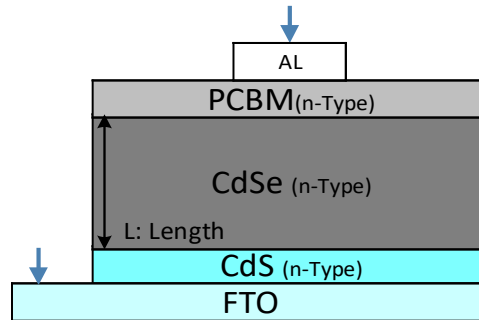 AL
PCBM(n-Type)
CdSe (n-Type)
L: Length
CdS (n-Type)
FTO